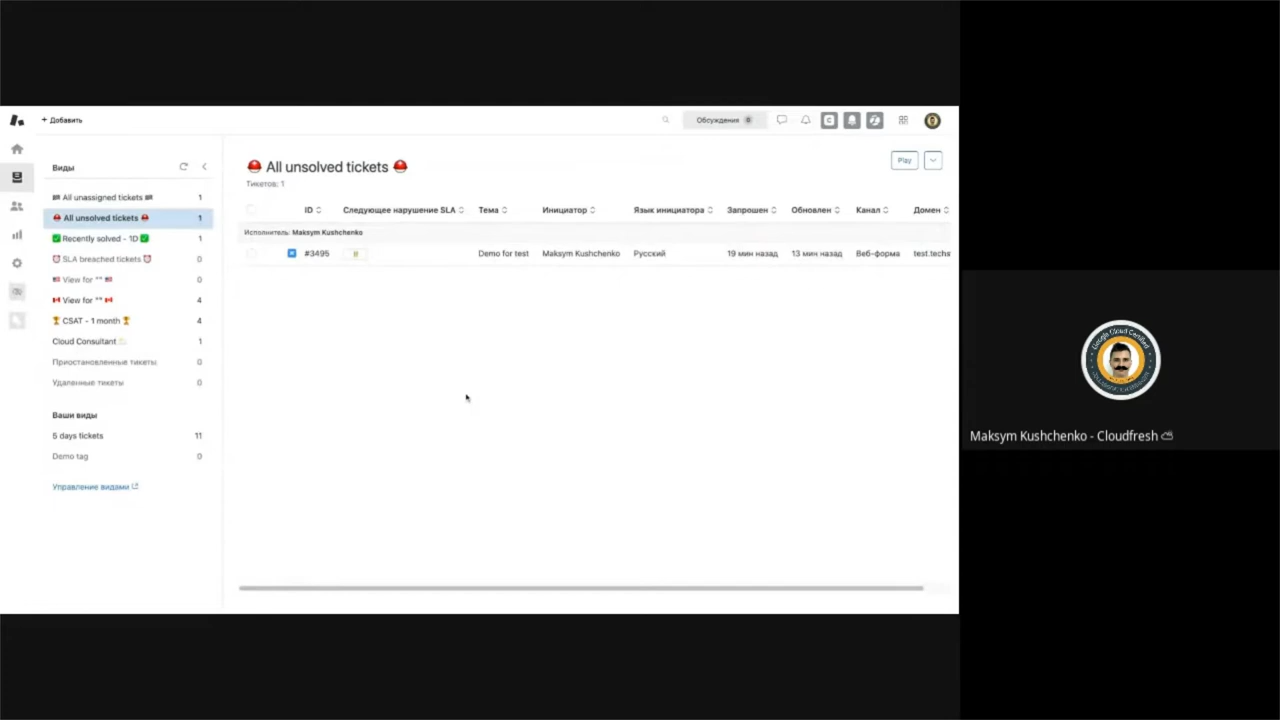 + Добавить
Обсуждения 0
Виды
All unassigned tickets 1
All unsolved tickets 1
Recently solved - 1D 1
SLA breached tickets 0
View for "" 0
View for "" 4
CSAT - 1 month 4
Cloud Consultant 1
Приостановленные тикеты 0
Удаленные тикеты 0
Ваши виды
5 days tickets 11
Demo tag 0
Управление видами
All unsolved tickets
Тикетов: 1
Play
ID Следующее нарушение SLA Тема Инициатор Язык инициатора Запрошен Обновлен Канал Домен
Исполнитель: Maksym Kushchenko
#3495 Demo for test Maksym Kushchenko Русский 19 мин назад 13 мин назад Веб-форма test.techs
Maksym Kushchenko - Cloudfresh